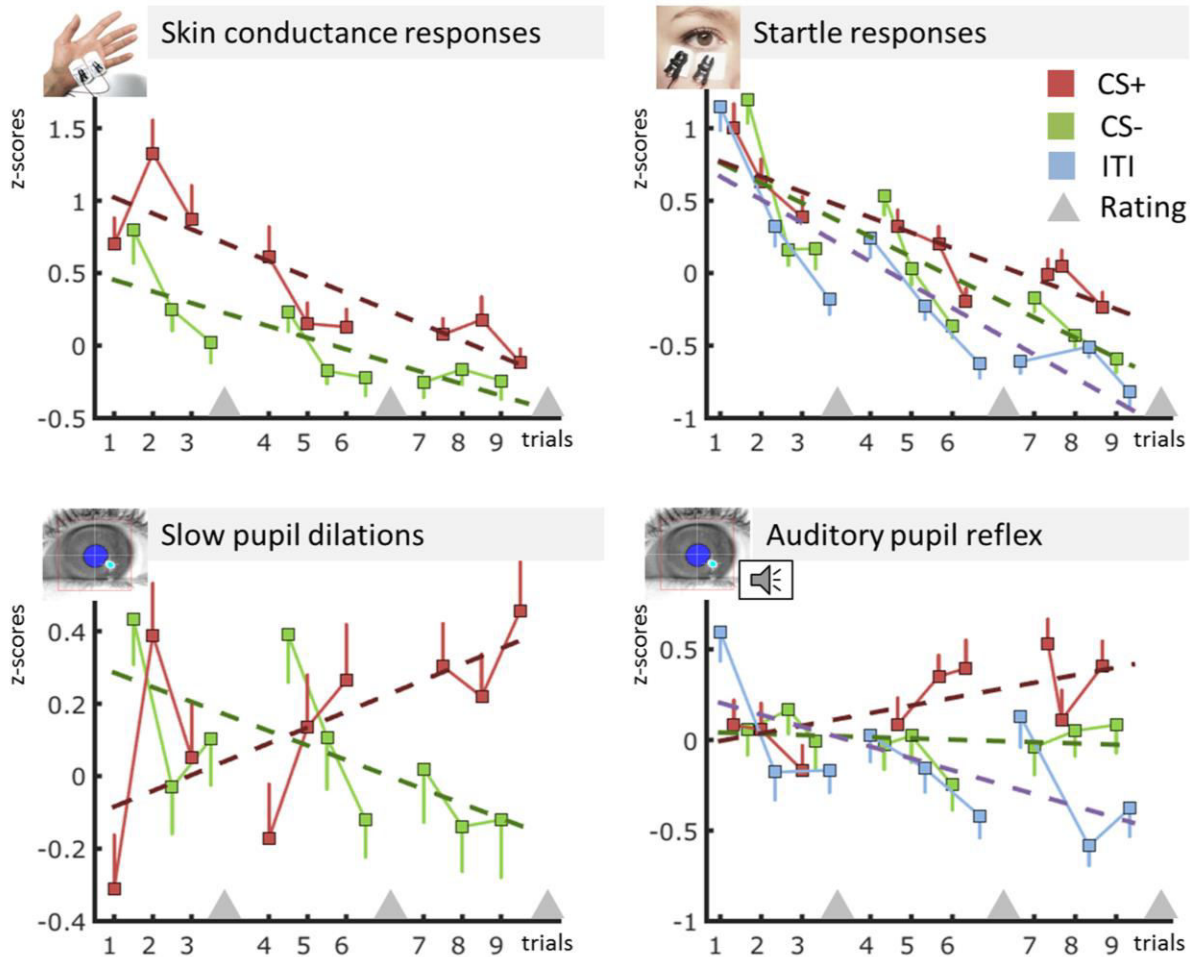 Skin conductance responses
z-scores
1.5
1
0.5
0
-0.5
1 2 3 4 5 6 7 8 9 trials
Startle responses
z-scores
1
0.5
0
-0.5
-1
1 2 3 4 5 6 7 8 9 trials
CS+
CS-
ITI
Rating
Slow pupil dilations
z-scores
0.4
0.2
0
-0.2
-0.4
1 2 3 4 5 6 7 8 9 trials
Auditory pupil reflex
z-scores
0.5
0
-0.5
-1
1 2 3 4 5 6 7 8 9 trials